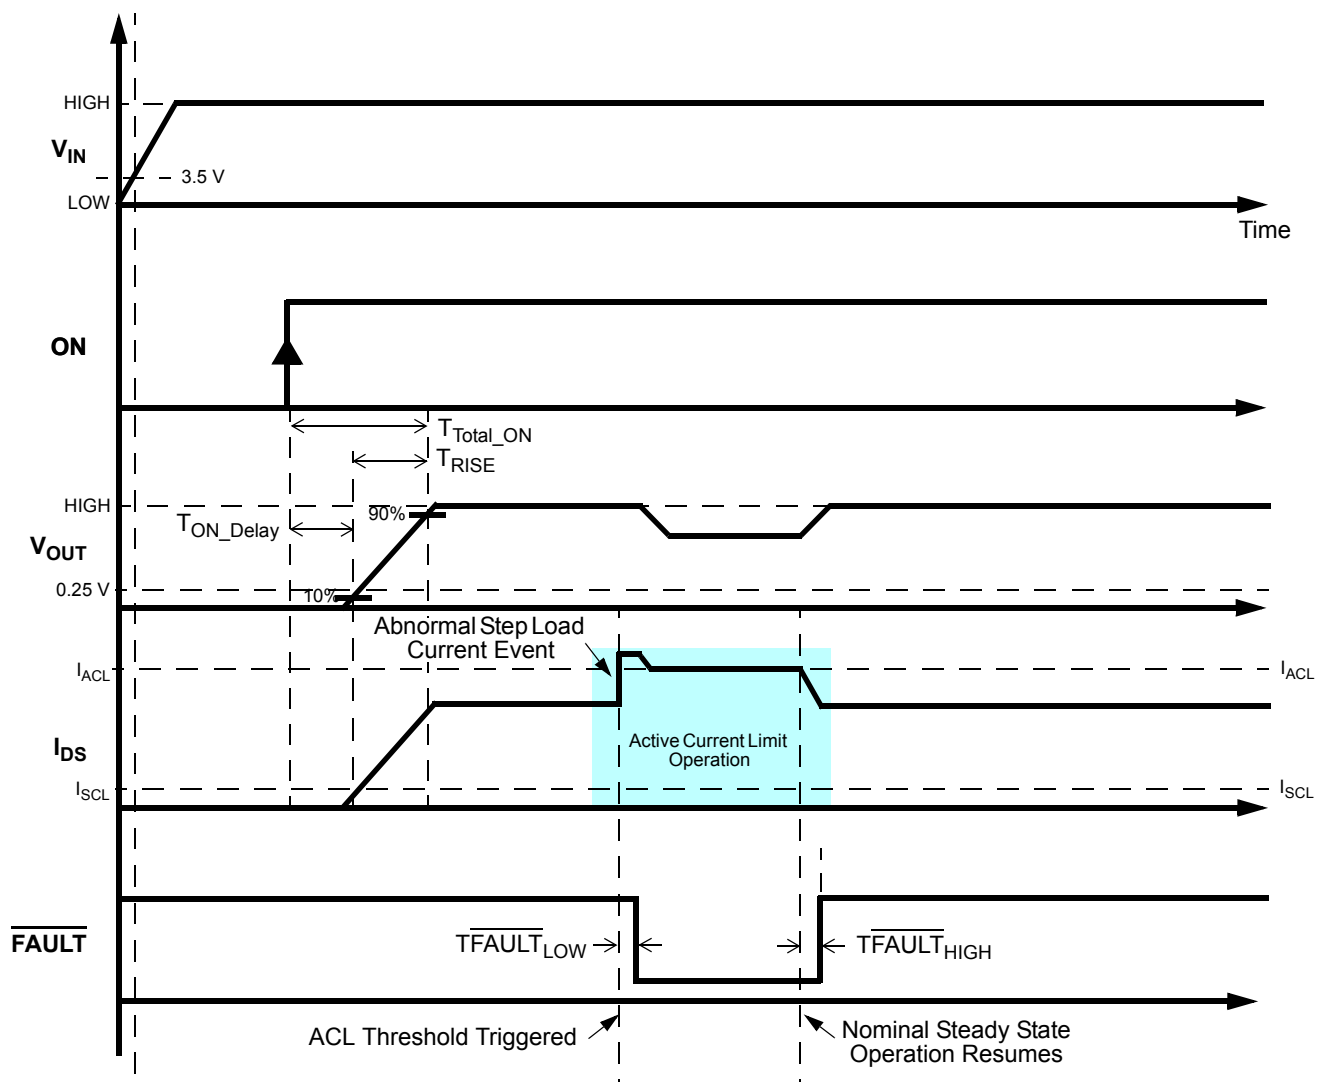 HIGH
VIN
3.5 V
LOW
Time
ON
TTotal_ON
TRISE
HIGH
90%
TON_Delay
VOUT
0.25 V
10%
Abnormal Step Load
Current Event
IACL
IACL
Active Current Limit
Operation
IDS
ISCL
ISCL
FAULT
TFAULTLOW
TFAULTHIGH
ACL Threshold Triggered
Nominal Steady State
Operation Resumes